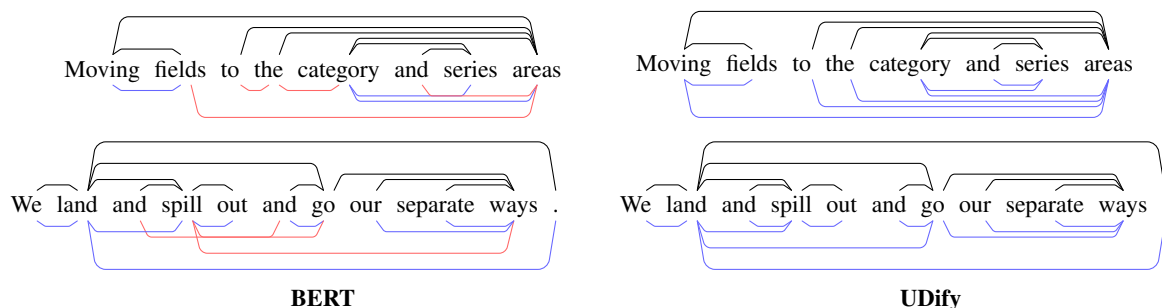 Moving fields to the category and series areas
Moving fields to the category and series areas
We land and spill out and go our separate ways .
We land and spill out and go our separate ways .
BERT
UDify